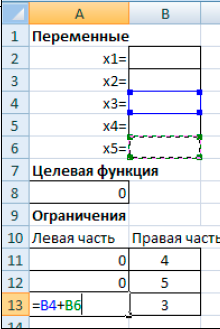 A B
1 Переменные
2 x1=
3 x2=
4 x3=
5 x4=
6 x5=
7 Целевая функция
8 0
9 Ограничения
10 Левая часть Правая часть
11 0 4
12 0 5
13 =B4+B6 3